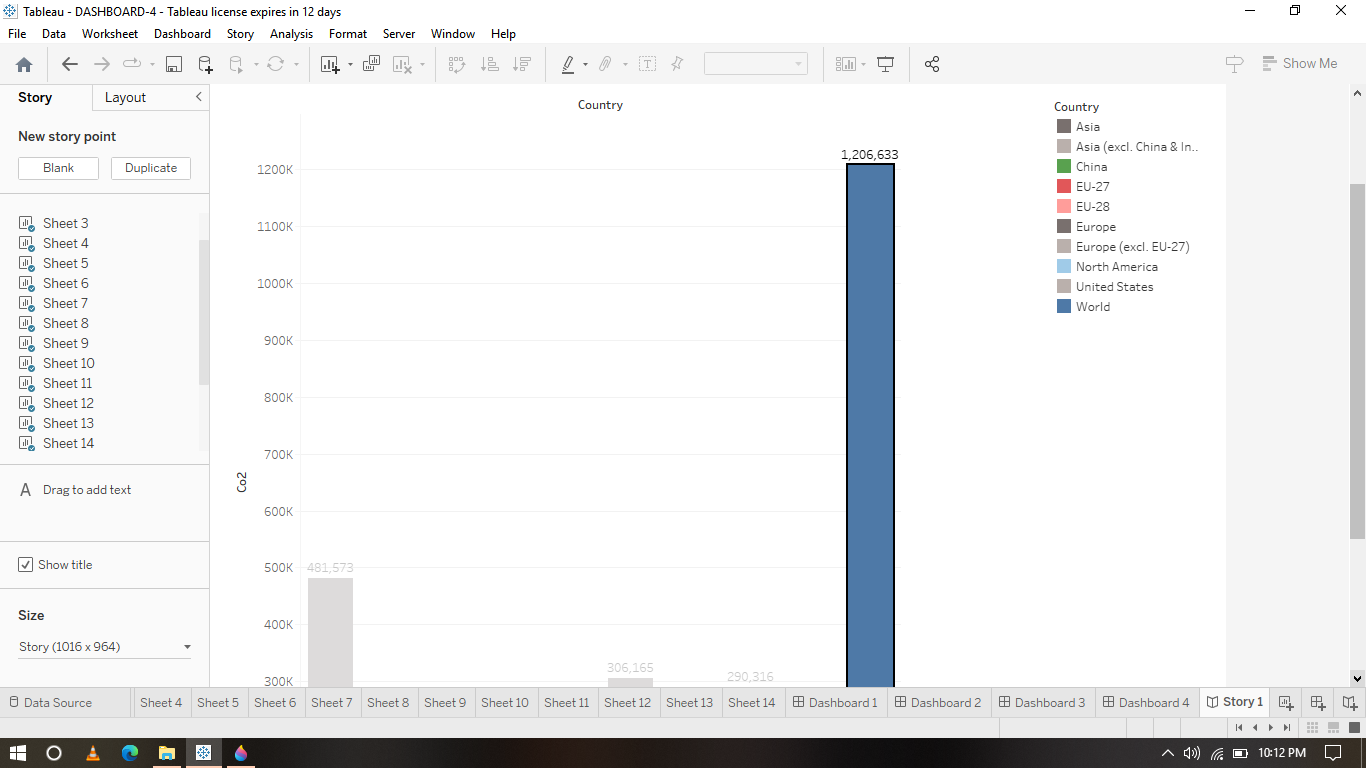 Tableau - DASHBOARD-4 - Tableau license expires in 12 days
File Data Worksheet Dashboard Story Analysis Format Server Window Help
Show Me
Story Layout
New story point
Blank Duplicate
Sheet 3
Sheet 4
Sheet 5
Sheet 6
Sheet 7
Sheet 8
Sheet 9
Sheet 10
Sheet 11
Sheet 12
Sheet 13
Sheet 14
A Drag to add text
Show title
Size
Story (1016 x 964)
Country
1,206,633
1200K
1100K
1000K
900K
800K
700K
600K
500K
400K
300K
Co2
481,573
306,165
290,316
Country
Asia
Asia (excl. China & In..
China
EU-27
EU-28
Europe
Europe (excl. EU-27)
North America
United States
World
Data Source Sheet 4 Sheet 5 Sheet 6 Sheet 7 Sheet 8 Sheet 9 Sheet 10 Sheet 11 Sheet 12 Sheet 13 Sheet 14 Dashboard 1 Dashboard 2 Dashboard 3 Dashboard 4 Story 1
10:12 PM